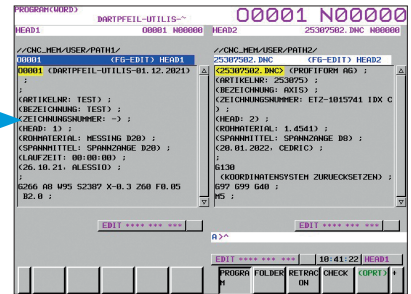 PROGRAM(WORD)
DARTPFEIL-UTILIS-~
O0001 N00000
HEAD1
O0001 N00000
HEAD2
25307502.DNC N00000
//CNC_MEM/USER/PATH1/
O0001 (FG-EDIT) HEAD1
O0001 (DARTPFEIL-UTILIS-01.12.2021)
;
;
(ARTIKELNR: TEST) ;
(BEZEICHNUNG: TEST) ;
(ZEICHNUNGSNUMMER: -) ;
(HEAD: 1) ;
(ROHMATERIAL: MESSING D20) ;
(SPANNMITTEL: SPANNZANGE D20) ;
(LAUFZEIT: 00:00:00) ;
(26.10.21, ALESSIO) ;
;
G266 A8 W95 S2387 X-0.3 Z60 F0.05
B2.0 ;
EDIT **** *** ***
//CNC_MEM/USER/PATH2/
25307502.DNC (FG-EDIT) HEAD2
<25307502.DNC> (PROFIFORM AG) ;
(ARTIKELNR: 253075) ;
(BEZEICHNUNG: AXIS) ;
(ZEICHNUNGSNUMMER: ETZ-1015741 IDX C
) ;
(HEAD: 2) ;
(ROHMATERIAL: 1.4541) ;
(SPANNMITTEL: SPANNZANGE D8) ;
(20.01.2022, CEDRIC) ;
;
G130
(KOORDINATENSYSTEM ZURUECKSETZEN) ;
G97 G99 G40 ;
M5 ;
EDIT **** *** ***
A>^
EDIT **** *** ***
10:41:22
HEAD1
PROGRA
M
FOLDER
RETRAC
ON
CHECK
(OPRT)
+